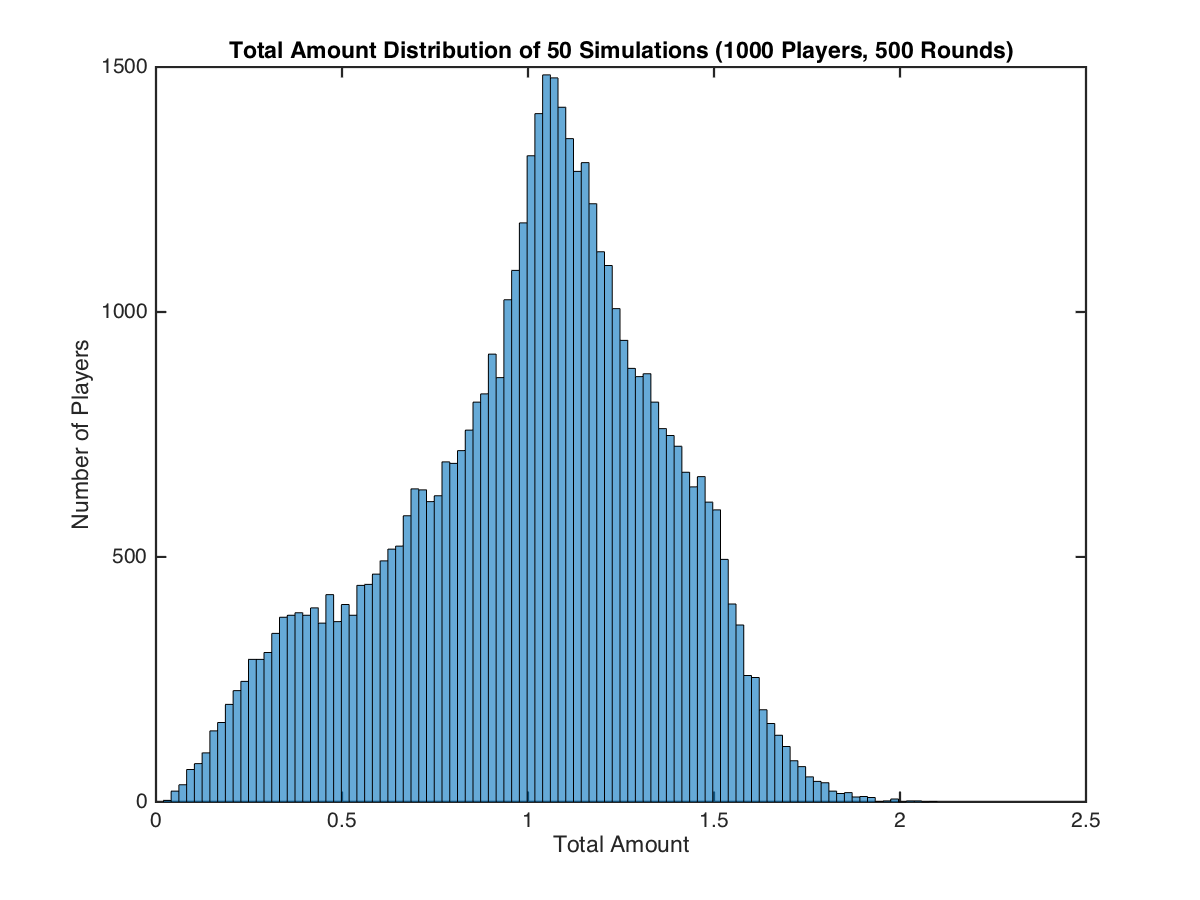 Total Amount Distribution of 50 Simulations (1000 Players, 500 Rounds)
1500
1000
500
0
Number of Players
0 0.5 1 1.5 2 2.5
Total Amount